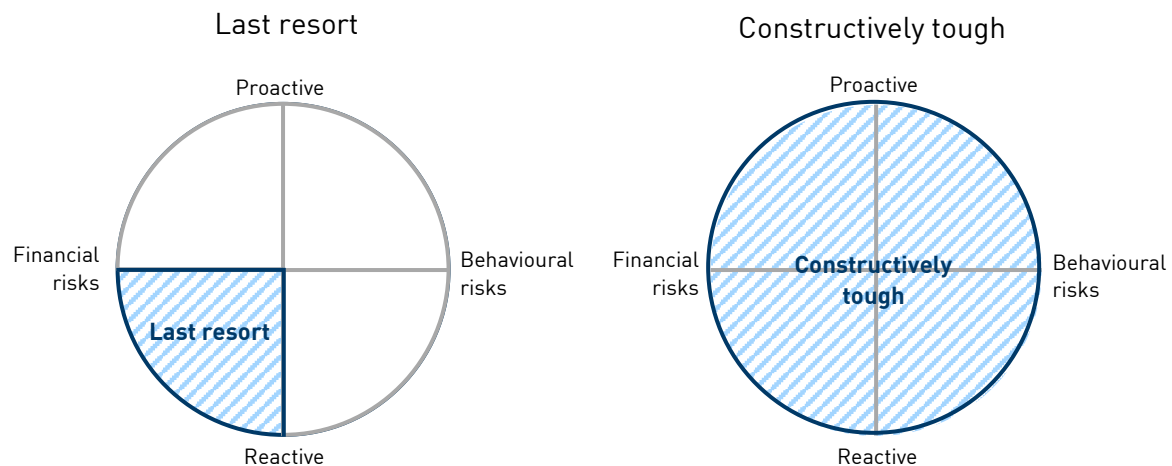 Last resort
Proactive
Financial
risks
Behavioural
risks
Last resort
Reactive
Constructively tough
Proactive
Financial
risks
Behavioural
risks
Constructively
tough
Reactive